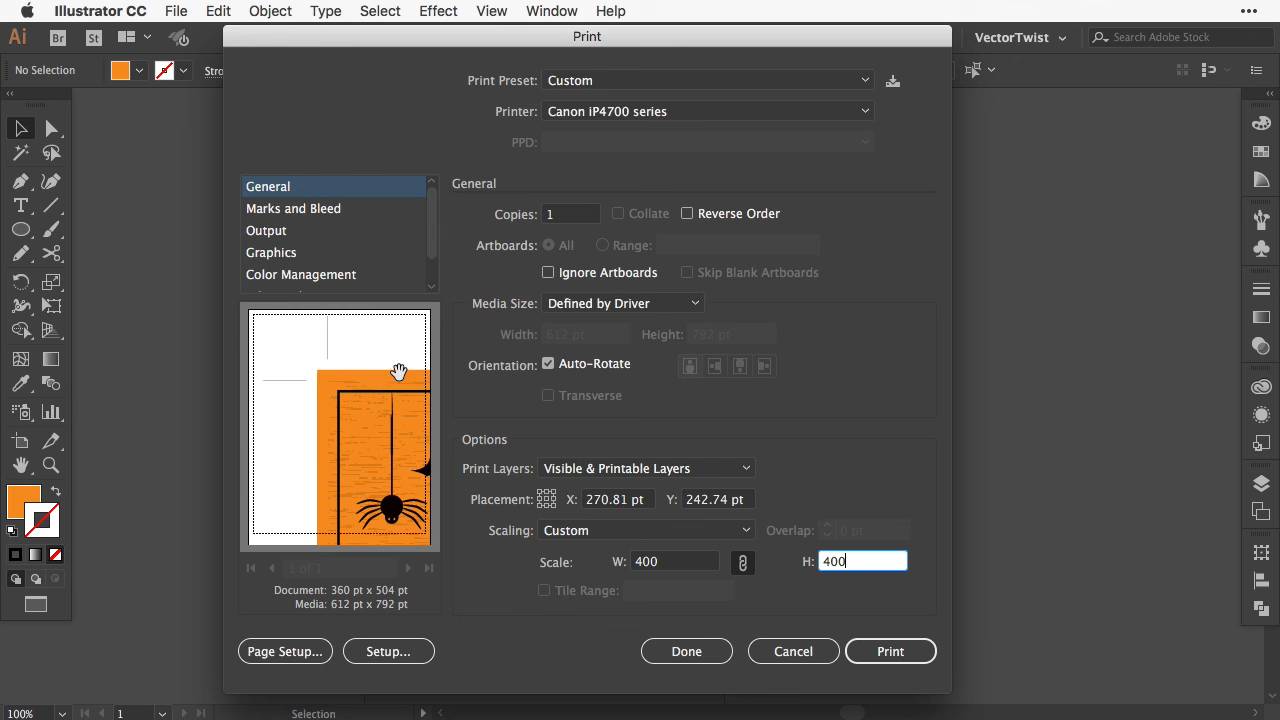 Illustrator CC File Edit Object Type Select Effect View Window Help
Ai Br St
Print
VectorTwist
Search Adobe Stock
No Selection
Stro
Print Preset: Custom
Printer: Canon iP4700 series
PPD:
General
Marks and Bleed
Output
Graphics
Color Management
General
Copies: 1 Collate Reverse Order
Artboards: All Range:
Ignore Artboards Skip Blank Artboards
Media Size: Defined by Driver
Width: 612 pt Height: 792 pt
Orientation: Auto-Rotate
Transverse
Options
Print Layers: Visible & Printable Layers
Placement: X: 270.81 pt Y: 242.74 pt
Scaling: Custom Overlap: 0 pt
Scale: W: 400 H: 400
Tile Range:
1 of 1
Document: 360 pt x 504 pt
Media: 612 pt x 792 pt
Page Setup... Setup... Done Cancel Print
100% 1 Selection